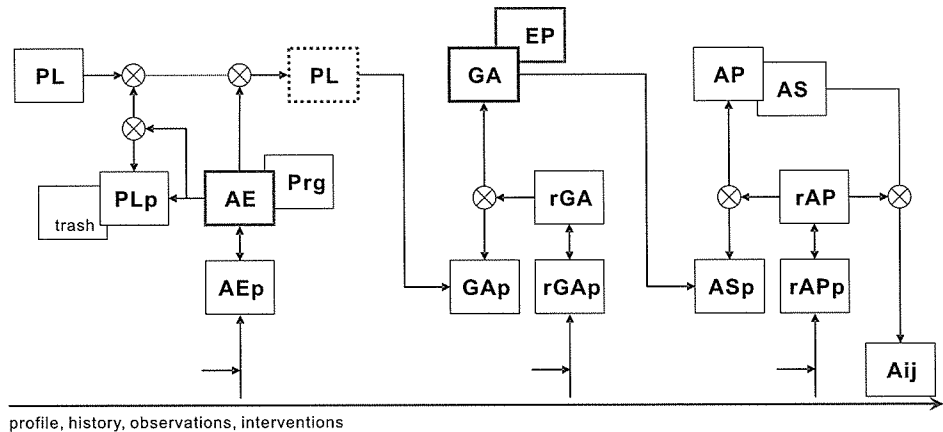 EP
PL
PL
GA
AP
AS
PLp
AE
Prg
trash
rGA
rAP
AEp
GAp
rGAp
ASp
rAPp
Aij
profile, history, observations, interventions